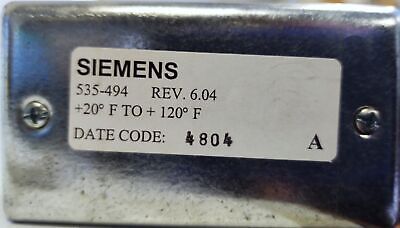 SIEMENS
535-494 REV. 6.04
+20° F TO + 120° F
DATE CODE: 4804 A